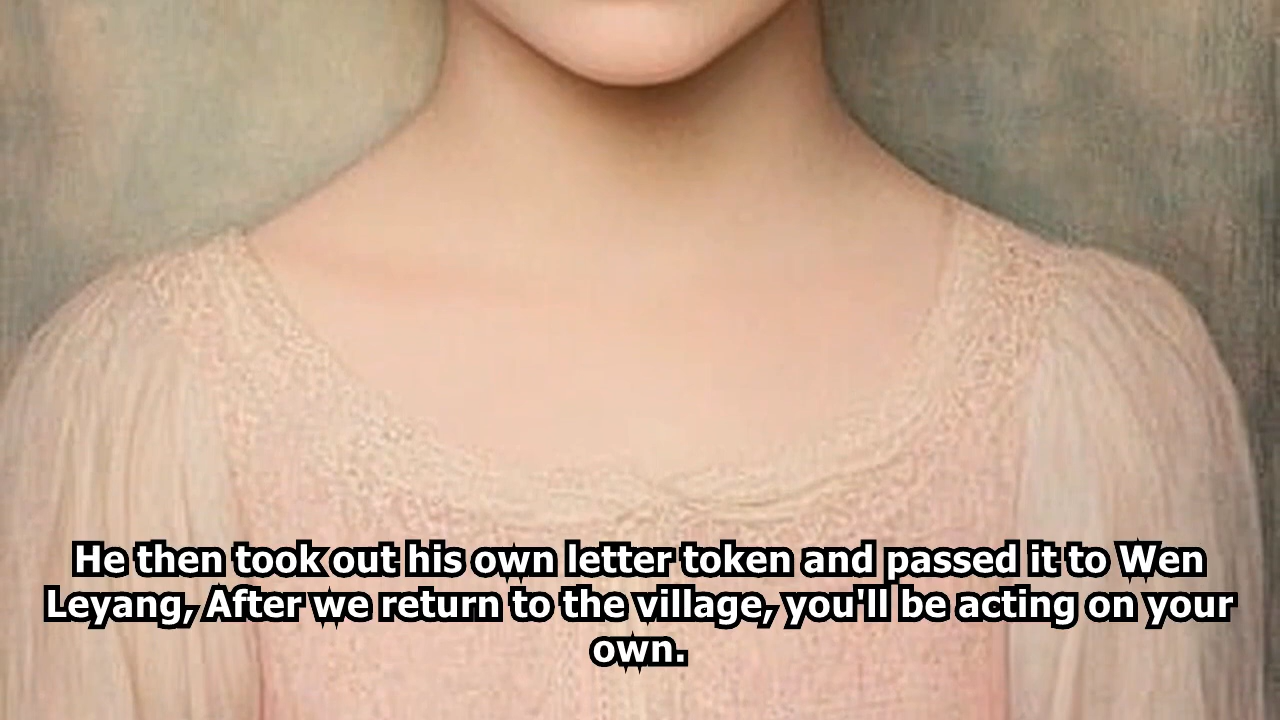 He then took out his own letter token and passed it to Wen
Leyang, After we return to the village, you'll be acting on your
own.